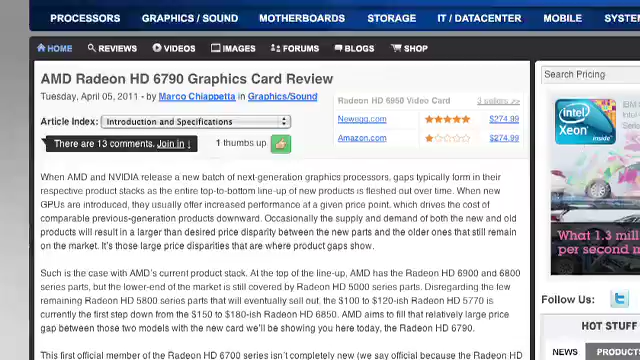 PROCESSORS GRAPHICS / SOUND MOTHERBOARDS STORAGE IT / DATACENTER MOBILE SYSTEM
HOME REVIEWS VIDEOS IMAGES FORUMS BLOGS SHOP
AMD Radeon HD 6790 Graphics Card Review
Tuesday, April 05, 2011 - by Marco Chiappetta in Graphics/Sound
Article Index: Introduction and Specifications
There are 13 comments. Join in ! 1 thumbs up
Radeon HD 6950 Video Card 3 sellers >>
Newegg.com $274.99
Amazon.com $274.99
When AMD and NVIDIA release a new batch of next-generation graphics processors, gaps typically form in their
respective product stacks as the entire top-to-bottom line-up of new products is fleshed out over time. When new
GPUs are introduced, they usually offer increased performance at a given price point, which drives the cost of
comparable previous-generation products downward. Occasionally the supply and demand of both the new and old
products will result in a larger than desired price disparity between the new parts and the older ones that still remain
on the market. It's those large price disparities that are where product gaps show.
Such is the case with AMD's current product stack. At the top of the line-up, AMD has the Radeon HD 6900 and 6800
series parts, but the lower-end of the market is still covered by Radeon HD 5000 series parts. Disregarding the few
remaining Radeon HD 5800 series parts that will eventually sell out, the $100 to $120-ish Radeon HD 5770 is
currently the first step down from the $150 to $180-ish Radeon HD 6850. AMD aims to fill that relatively large price
gap between those two models with the new card we'll be showing you here today, the Radeon HD 6790.
This first official member of the Radeon HD 6700 series isn't completely new (we say official because the Radeon HD
Search Pricing
intel
Xeon
inside
IBM
What 1.3 mil
per second m
Follow Us:
HOT STUFF
NEWS PRODUCT